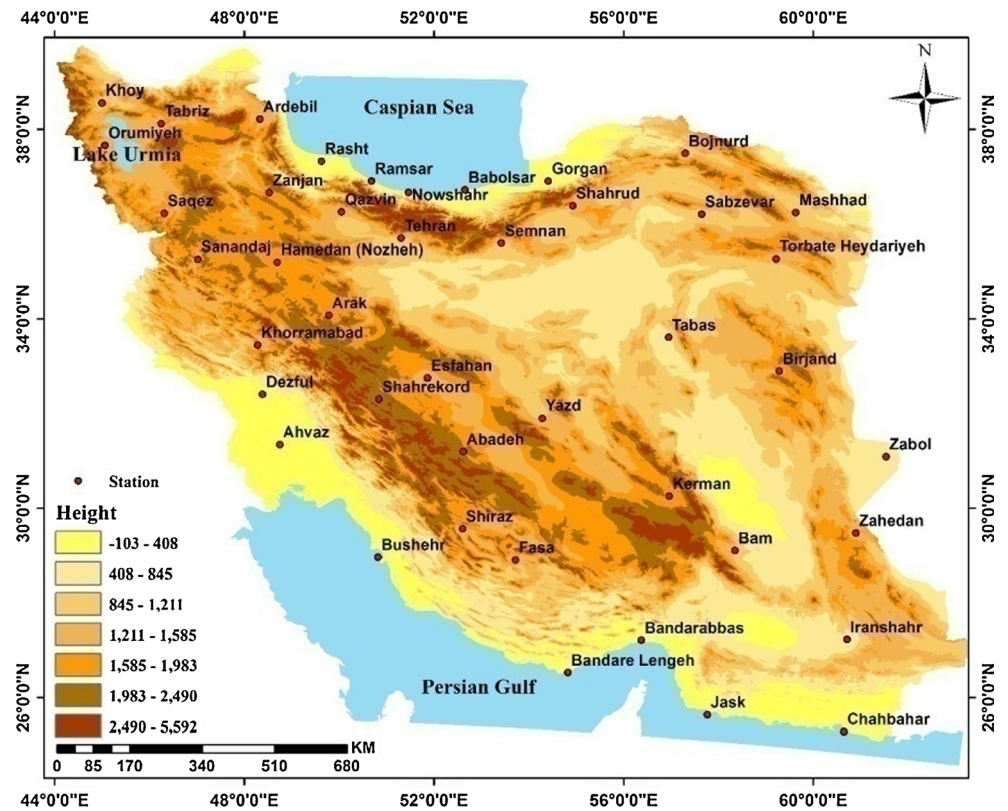 44°0'0"E 48°0'0"E 52°0'0"E 56°0'0"E 60°0'0"E
N
38°0'0"N
34°0'0"N
30°0'0"N
26°0'0"N
38°0'0"N
34°0'0"N
30°0'0"N
26°0'0"N
Khoy
Tabriz
Ardebil
Caspian Sea
Orumiyeh
Lake Urmia
Rasht
Bojnurd
Ramsar
Babolsar
Gorgan
Zanjan
Nowshahr
Shahrud
Saqez
Qazvin
Sabzevar
Mashhad
Tehran
Semnan
Sanandaj
Hamedan (Nozheh)
Torbate Heydariyeh
Arak
Khorramabad
Tabas
Birjand
Esfahan
Dezful
Shahrekord
Yazd
Ahvaz
Abadeh
Zabol
Kerman
Shiraz
Zahedan
Bushehr
Fasa
Bam
Bandarabbas
Iranshahr
Bandare Lengeh
Persian Gulf
Jask
Chahbahar
Station
Height
-103 - 408
408 - 845
845 - 1,211
1,211 - 1,585
1,585 - 1,983
1,983 - 2,490
2,490 - 5,592
KM
0 85 170 340 510 680
44°0'0"E 48°0'0"E 52°0'0"E 56°0'0"E 60°0'0"E